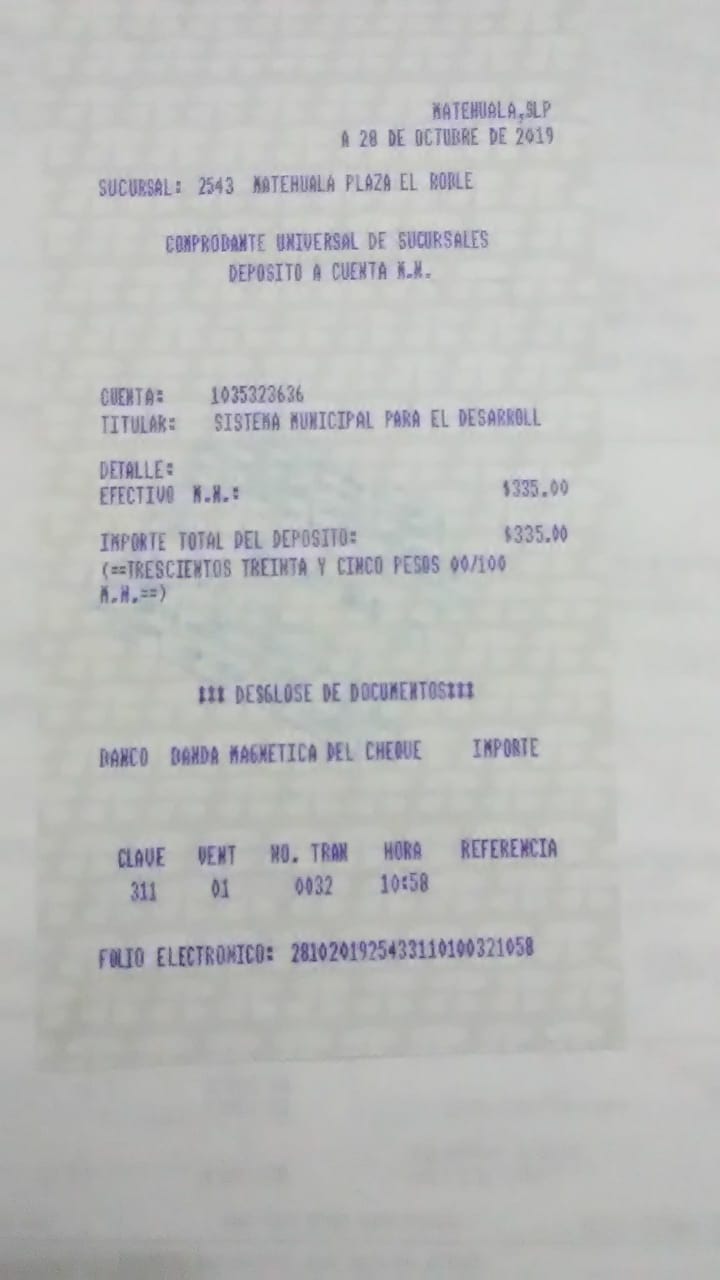 MATEHUALA,SLP
A 28 DE OCTUBRE DE 2019
SUCURSAL: 2543 MATEHUALA PLAZA EL ROBLE
COMPROBANTE UNIVERSAL DE SUCURSALES
DEPOSITO A CUENTA M.N.
CUENTA: 1035323636
TITULAR: SISTEMA MUNICIPAL PARA EL DESARROLL
DETALLE:
EFECTIVO M.N.: $335.00
IMPORTE TOTAL DEL DEPOSITO: $335.00
(==TRESCIENTOS TREINTA Y CINCO PESOS 00/100
M.N.==)
*** DESGLOSE DE DOCUMENTOS***
BANCO BANDA MAGNETICA DEL CHEQUE IMPORTE
CLAVE VENT NO. TRAN HORA REFERENCIA
311 01 0032 10:58
FOLIO ELECTRONICO: 2810201925433110100321058